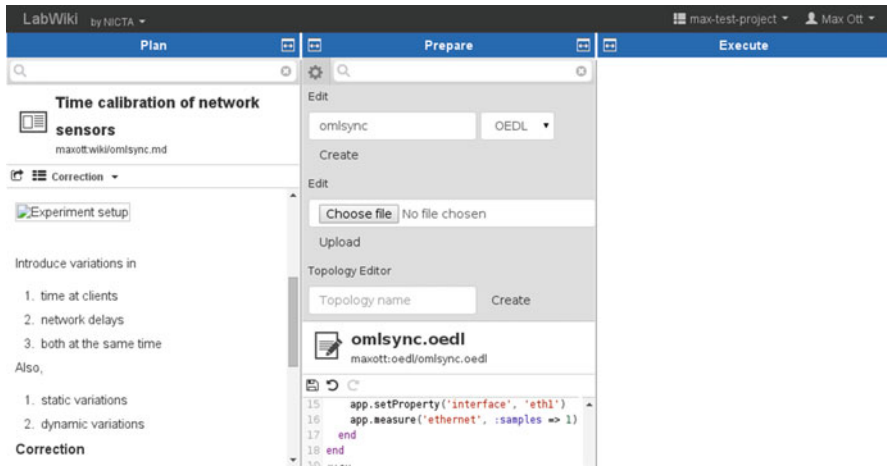 LabWiki by NICTA max-test-project Max Ott
Plan Prepare Execute
Time calibration of network
sensors
maxott:wiki/omlsync.md
Correction
Experiment setup
Introduce variations in
1. time at clients
2. network delays
3. both at the same time
Also,
1. static variations
2. dynamic variations
Correction
Edit
omlsync OEDL
Create
Edit
Choose file No file chosen
Upload
Topology Editor
Topology name Create
omlsync.oedl
maxott:oedl/omlsync.oedl
15 app.setProperty('interface', 'eth1')
16 app.measure('ethernet', :samples => 1)
17 end
18 end